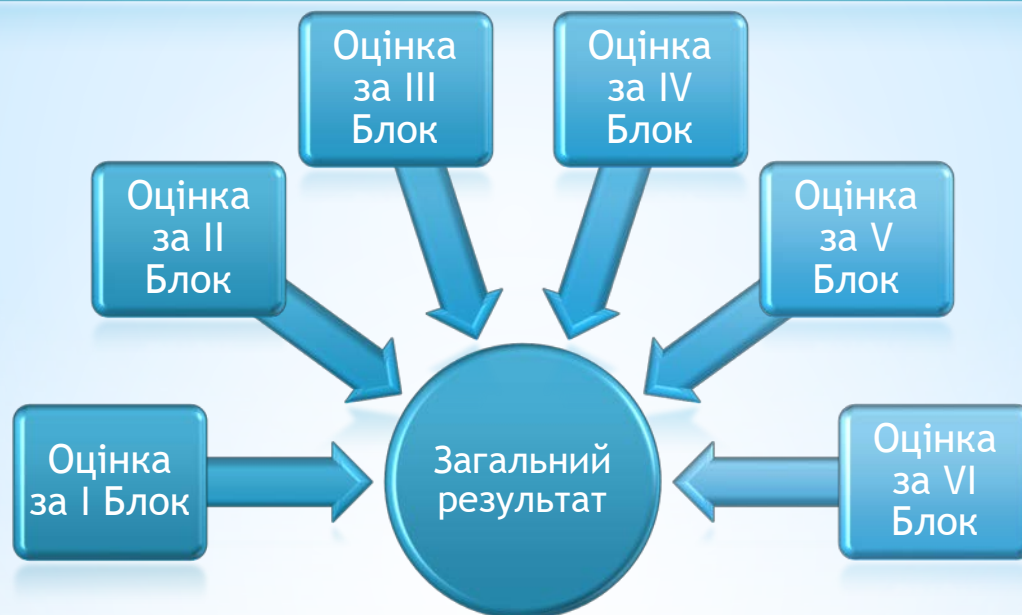 Оцінка
за III
Блок
Оцінка
за IV
Блок
Оцінка
за II
Блок
Оцінка
за V
Блок
Оцінка
за I Блок
Загальний
результат
Оцінка
за VI
Блок